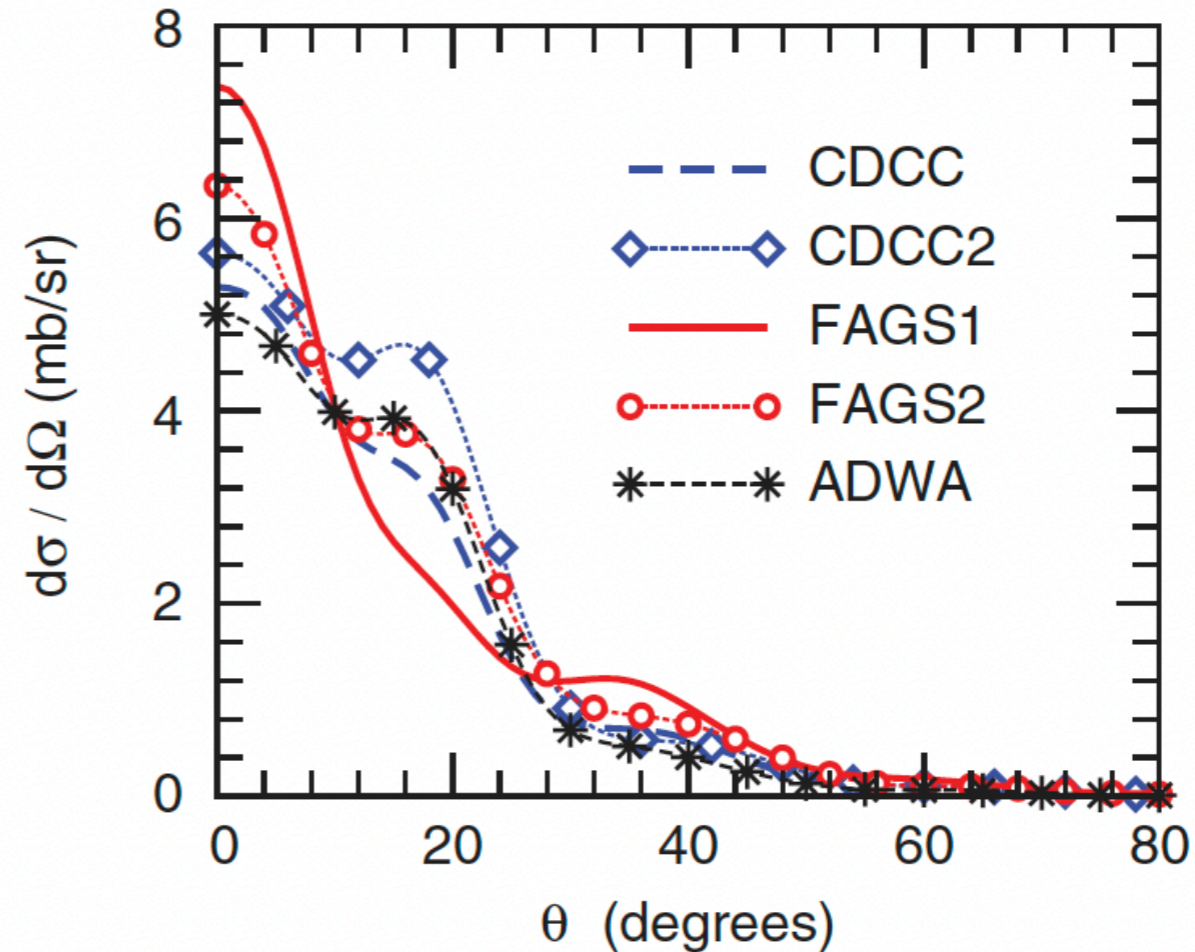 8
6
4
2
0
dσ / dΩ (mb/sr)
CDCC
CDCC2
FAGS1
FAGS2
ADWA
0 20 40 60 80
θ (degrees)